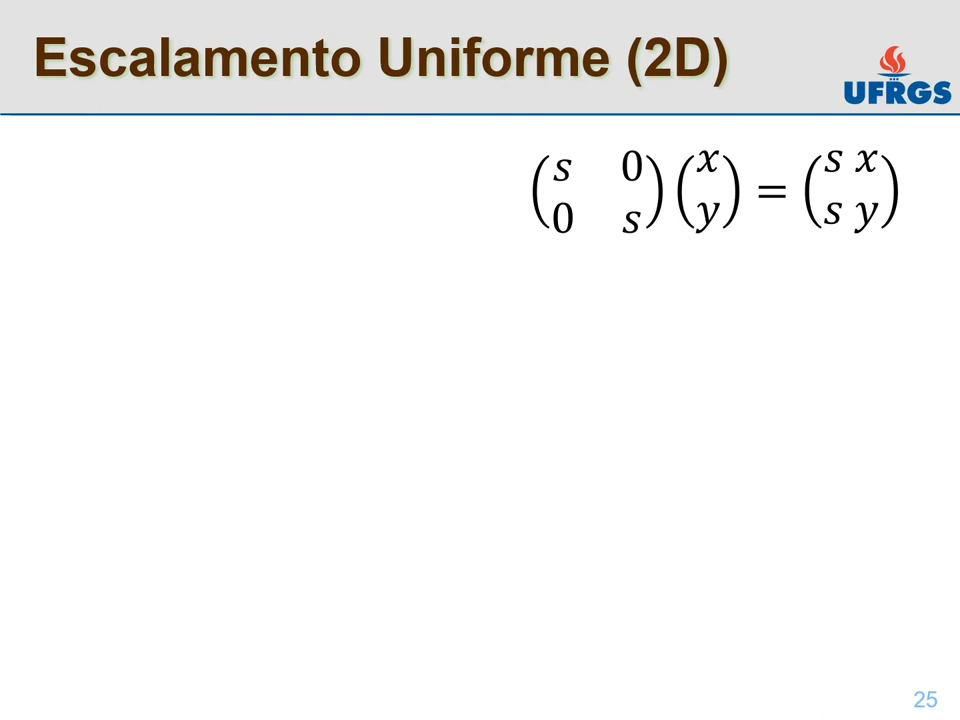 Escalamento Uniforme (2D)
UFRGS
(s 0) (x) = (s x)
(0 s) (y)   (s y)
25